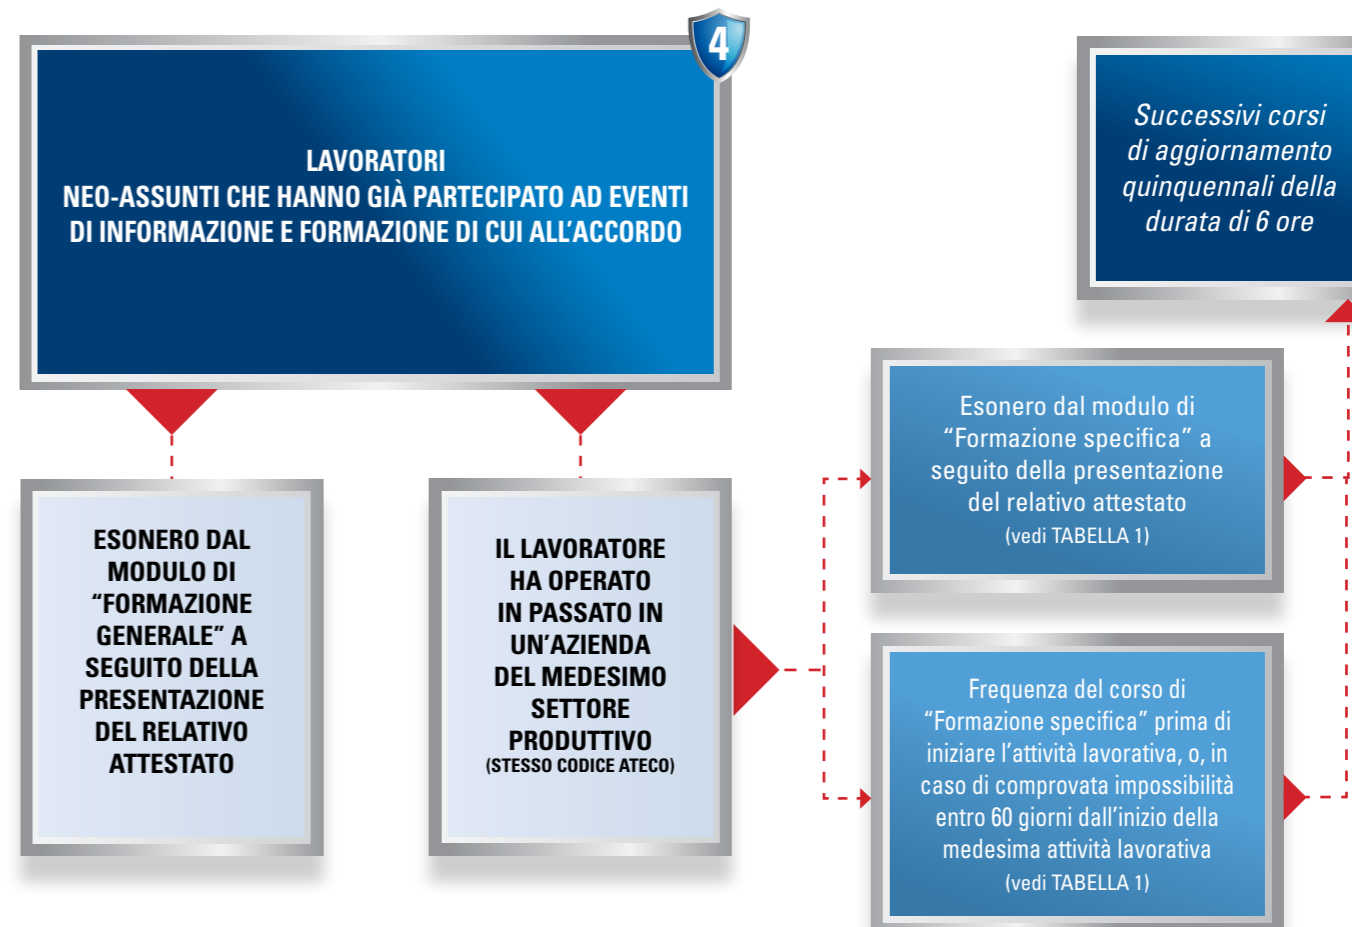 4
LAVORATORI
NEO-ASSUNTI CHE HANNO GIÀ PARTECIPATO AD EVENTI
DI INFORMAZIONE E FORMAZIONE DI CUI ALL’ACCORDO
Successivi corsi
di aggiornamento
quinquennali della
durata di 6 ore
ESONERO DAL
MODULO DI
“FORMAZIONE
GENERALE” A
SEGUITO DELLA
PRESENTAZIONE
DEL RELATIVO
ATTESTATO
IL LAVORATORE
HA OPERATO
IN PASSATO IN
UN’AZIENDA
DEL MEDESIMO
SETTORE
PRODUTTIVO
(STESSO CODICE ATECO)
Esonero dal modulo di
“Formazione specifica” a
seguito della presentazione
del relativo attestato
(vedi TABELLA 1)
Frequenza del corso di
“Formazione specifica” prima di
iniziare l’attività lavorativa, o, in
caso di comprovata impossibilità
entro 60 giorni dall’inizio della
medesima attività lavorativa
(vedi TABELLA 1)